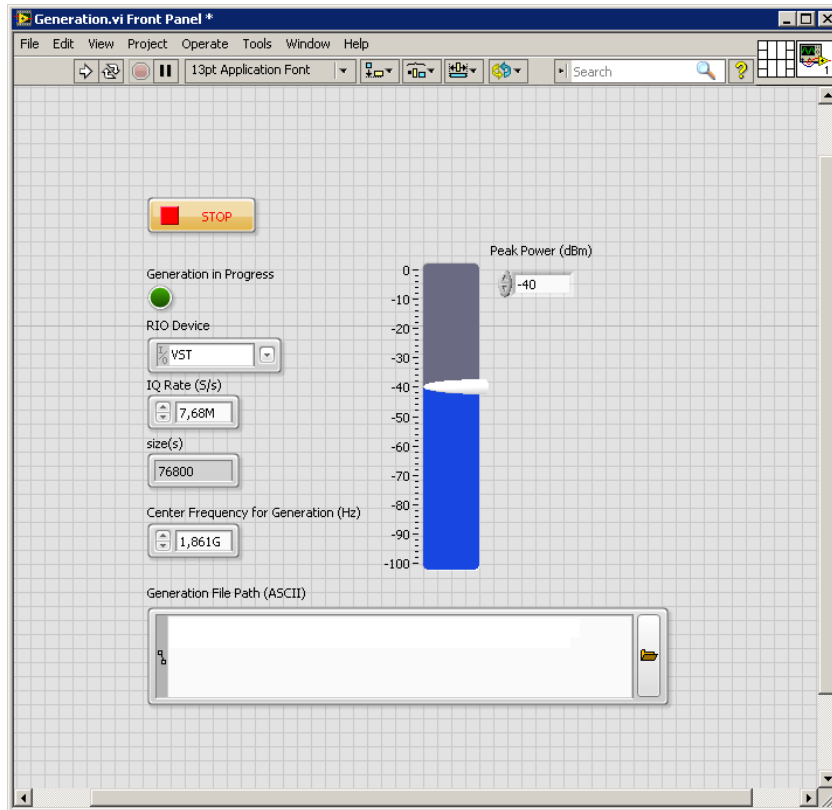 Generation.vi Front Panel *
File Edit View Project Operate Tools Window Help
13pt Application Font
Search
?
1
STOP
Peak Power (dBm)
-40
Generation in Progress
RIO Device
I/O VST
IQ Rate (S/s)
7,68M
size(s)
76800
Center Frequency for Generation (Hz)
1,861G
0
-10
-20
-30
-40
-50
-60
-70
-80
-90
-100
Generation File Path (ASCII)